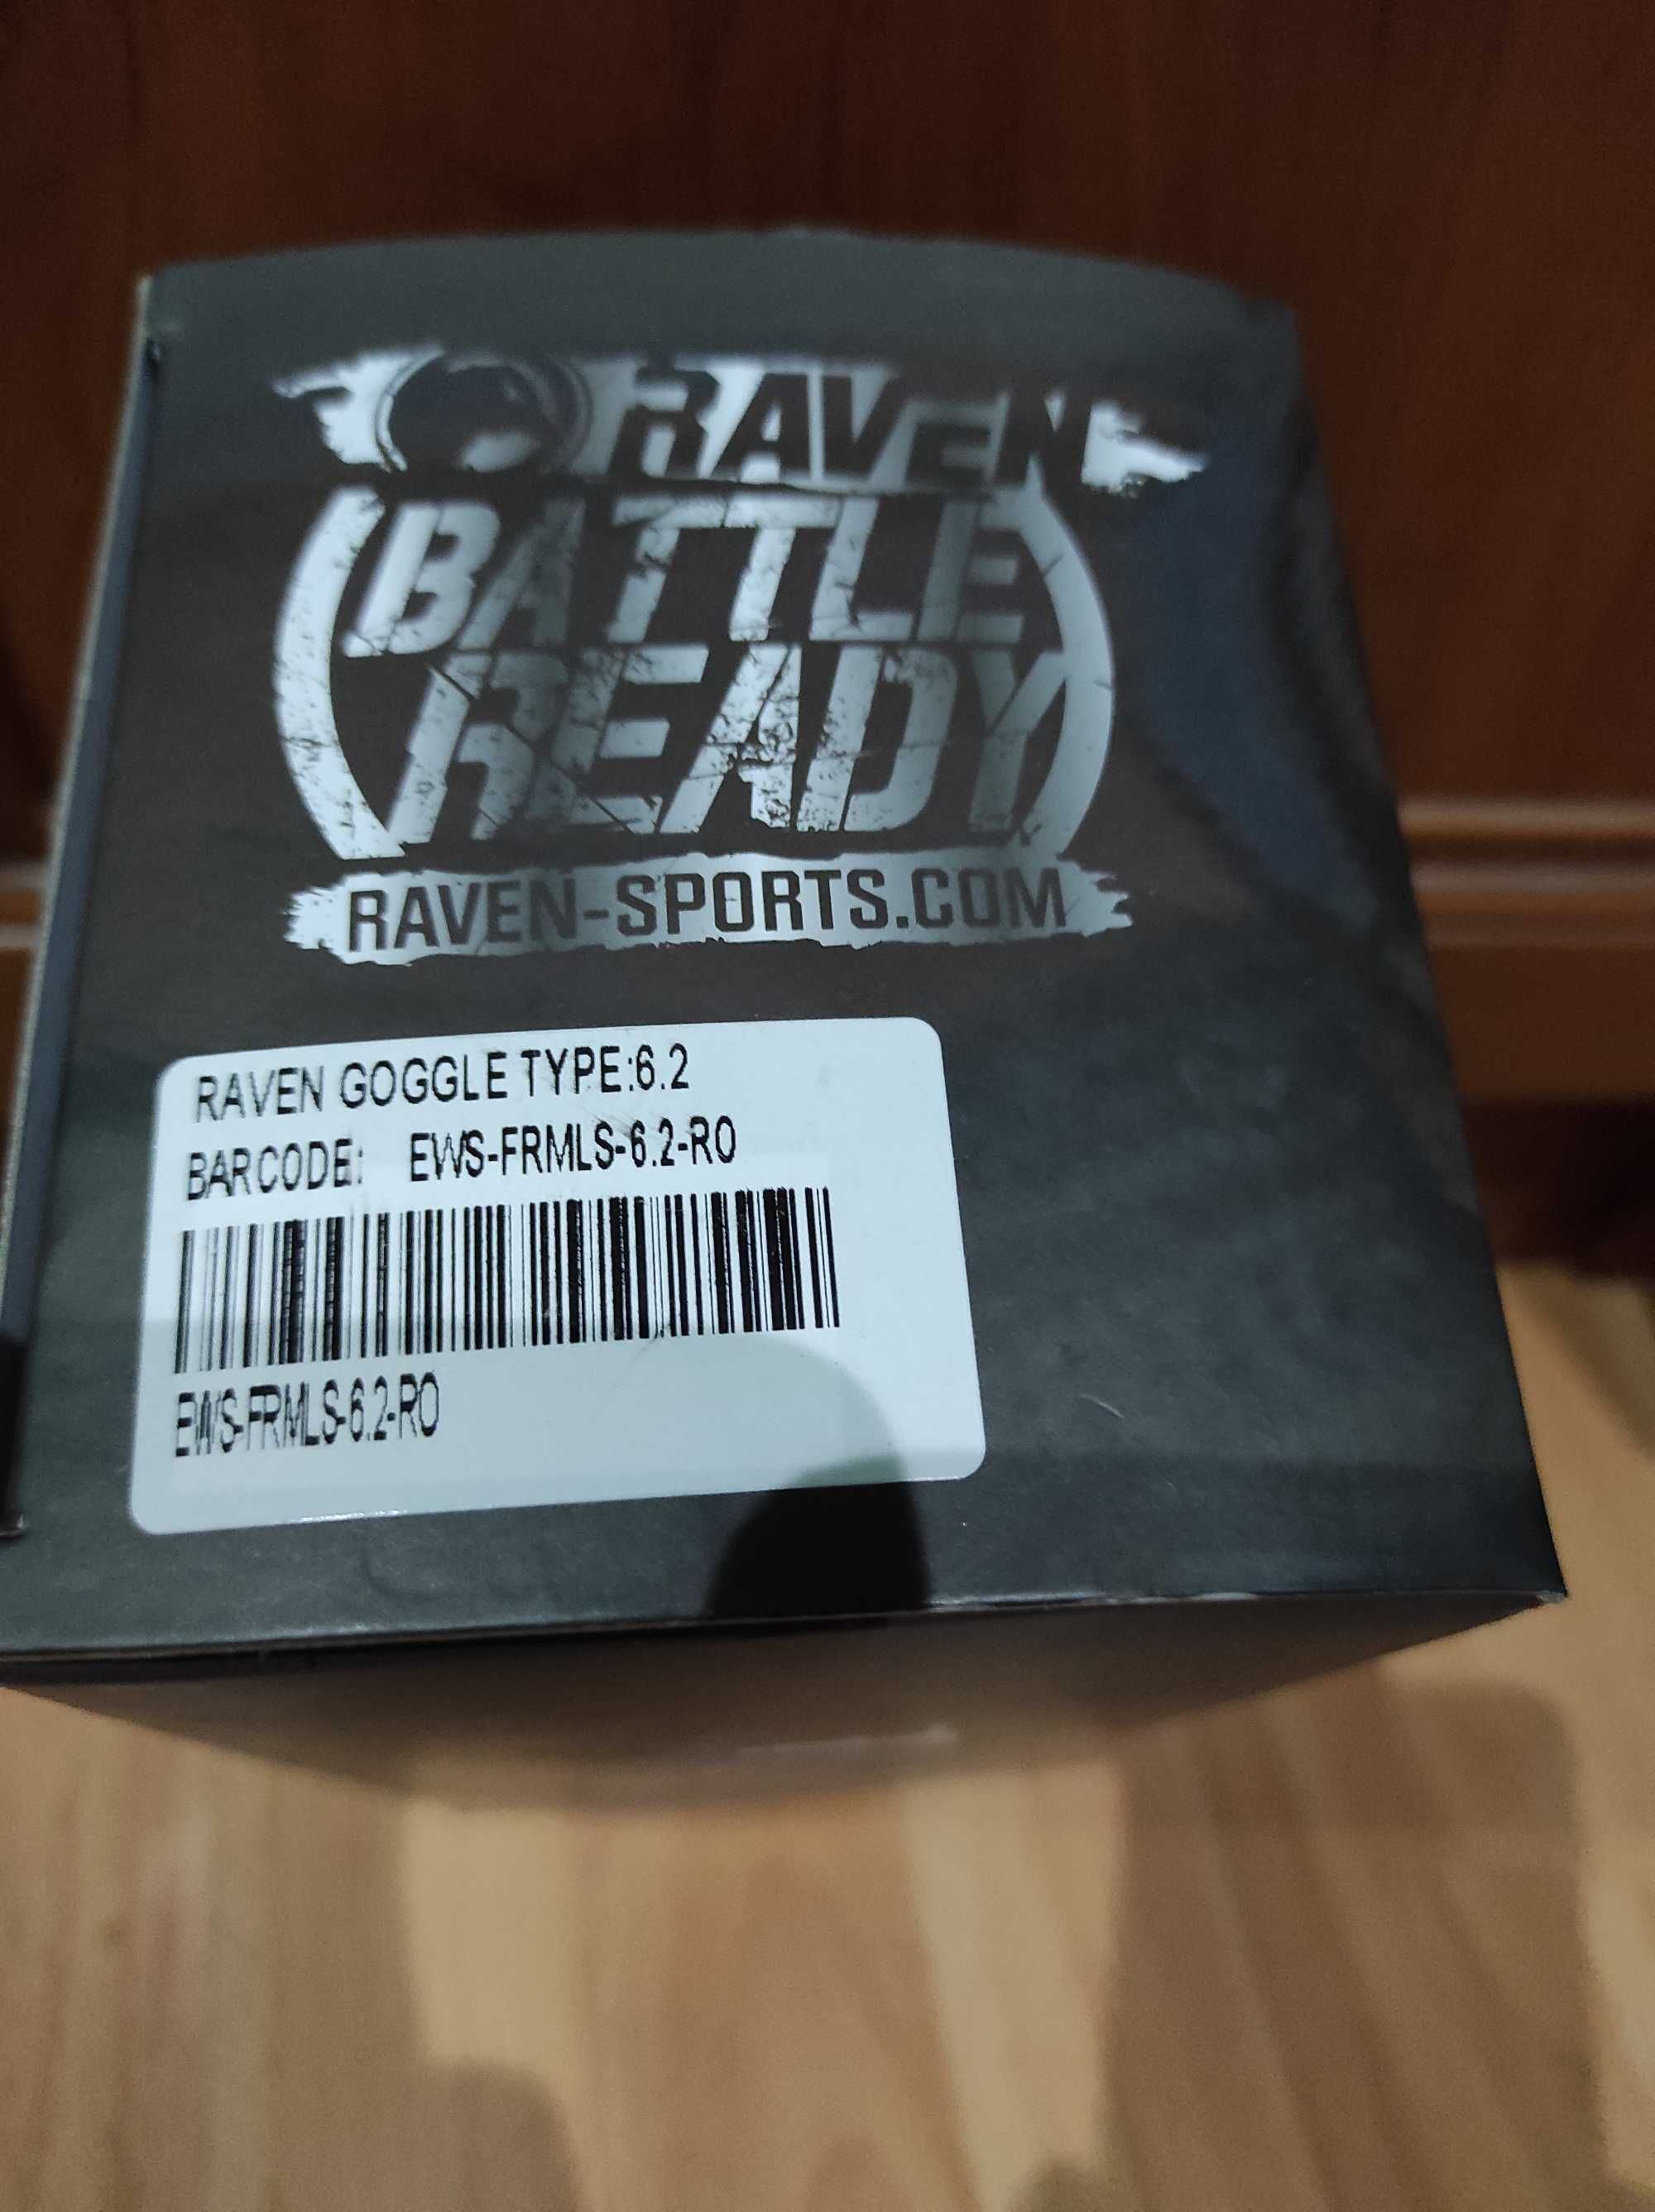 RAVEN
BATTLE
READY
RAVEN-SPORTS.COM
RAVEN GOGGLE TYPE:6.2
BARCODE: EWS-FRMLS-6.2-RO
EWS-FRMLS-6.2-RO